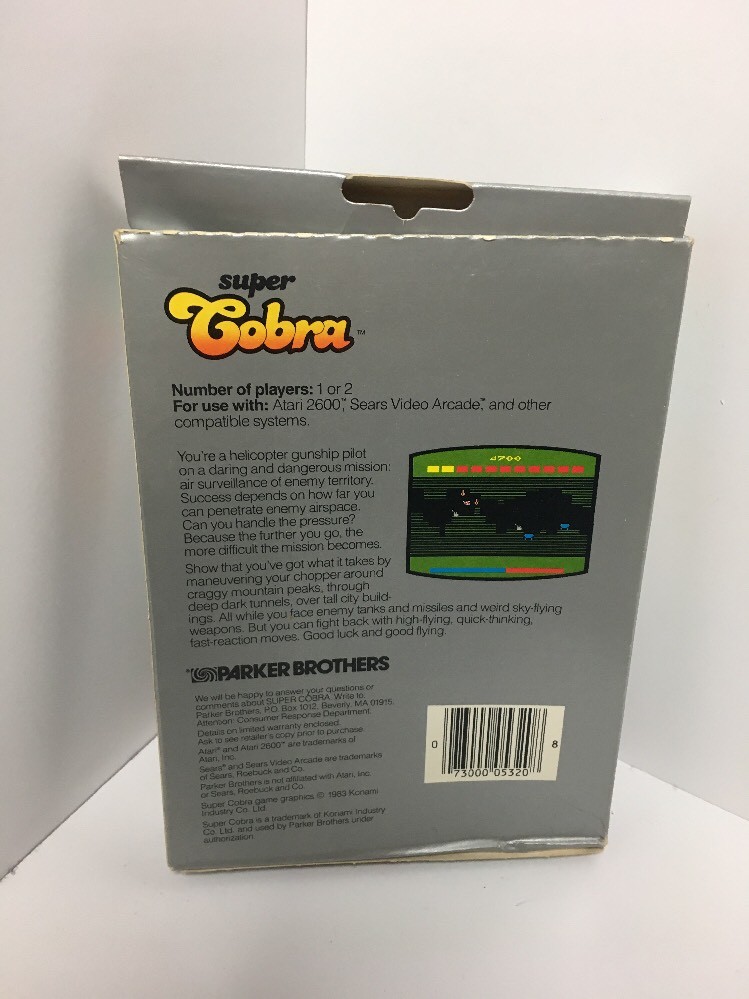 super
Cobra™
Number of players: 1 or 2
For use with: Atari 2600,™ Sears Video Arcade,™ and other
compatible systems.
You're a helicopter gunship pilot
on a daring and dangerous mission:
air surveillance of enemy territory.
Success depends on how far you
can penetrate enemy airspace.
Can you handle the pressure?
Because the further you go, the
more difficult the mission becomes.
Show that you've got what it takes by
maneuvering your chopper around
craggy mountain peaks, through
deep dark tunnels, over tall city build-
ings. All while you face enemy tanks and missiles and weird sky-flying
weapons. But you can fight back with high-flying, quick-thinking,
fast-reaction moves. Good luck and good flying.
4700
PARKER BROTHERS
We will be happy to answer your questions or
comments about SUPER COBRA. Write to:
Parker Brothers, P.O. Box 1012, Beverly, MA 01915.
Attention: Consumer Response Department.
Details on limited warranty enclosed.
Ask to see retailer's copy prior to purchase.
Atari® and Atari 2600™ are trademarks of
Atari, Inc.
Sears® and Sears Video Arcade are trademarks
of Sears, Roebuck and Co.
Parker Brothers is not affiliated with Atari, Inc.
or Sears, Roebuck and Co.
Super Cobra game graphics © 1983 Konami
Industry Co. Ltd.
Super Cobra is a trademark of Konami Industry
Co. Ltd. and used by Parker Brothers under
authorization.
0 73000 05320 8